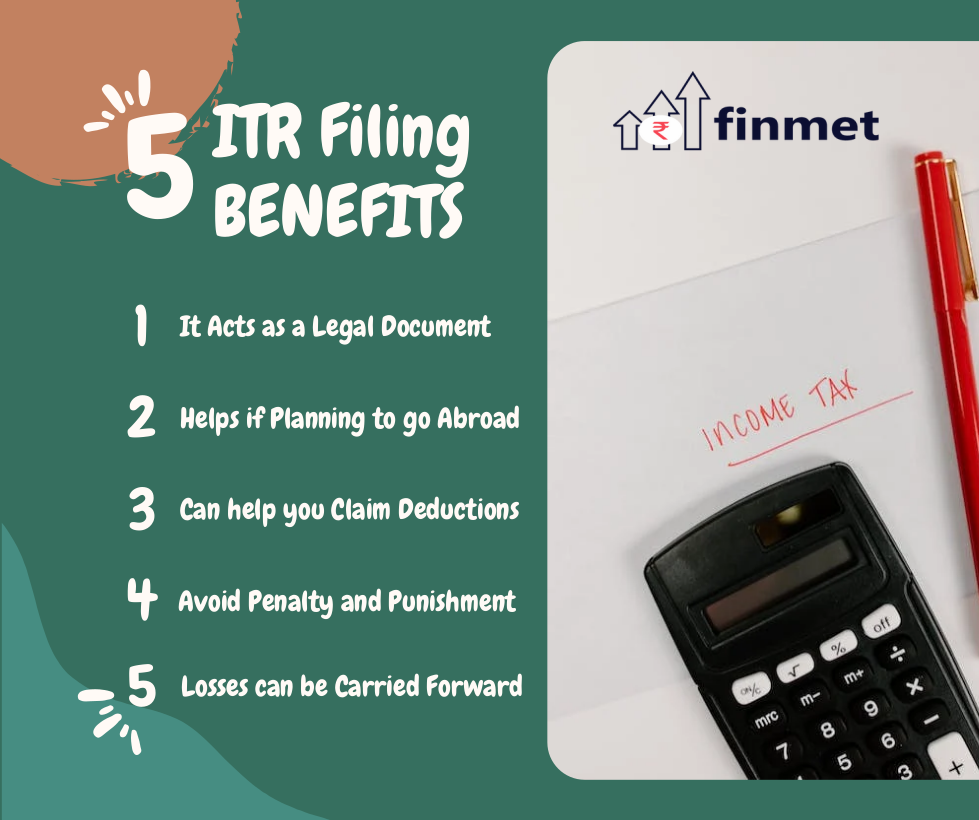 5
ITR Filing
BENEFITS
1 It Acts as a Legal Document
2 Helps if Planning to go Abroad
3 Can help you Claim Deductions
4 Avoid Penalty and Punishment
5 Losses can be Carried Forward
₹
finmet
INCOME TAX
off
%
√
ON/C
÷
m+
m−
mrc
×
9
8
7
−
6
5
+
3